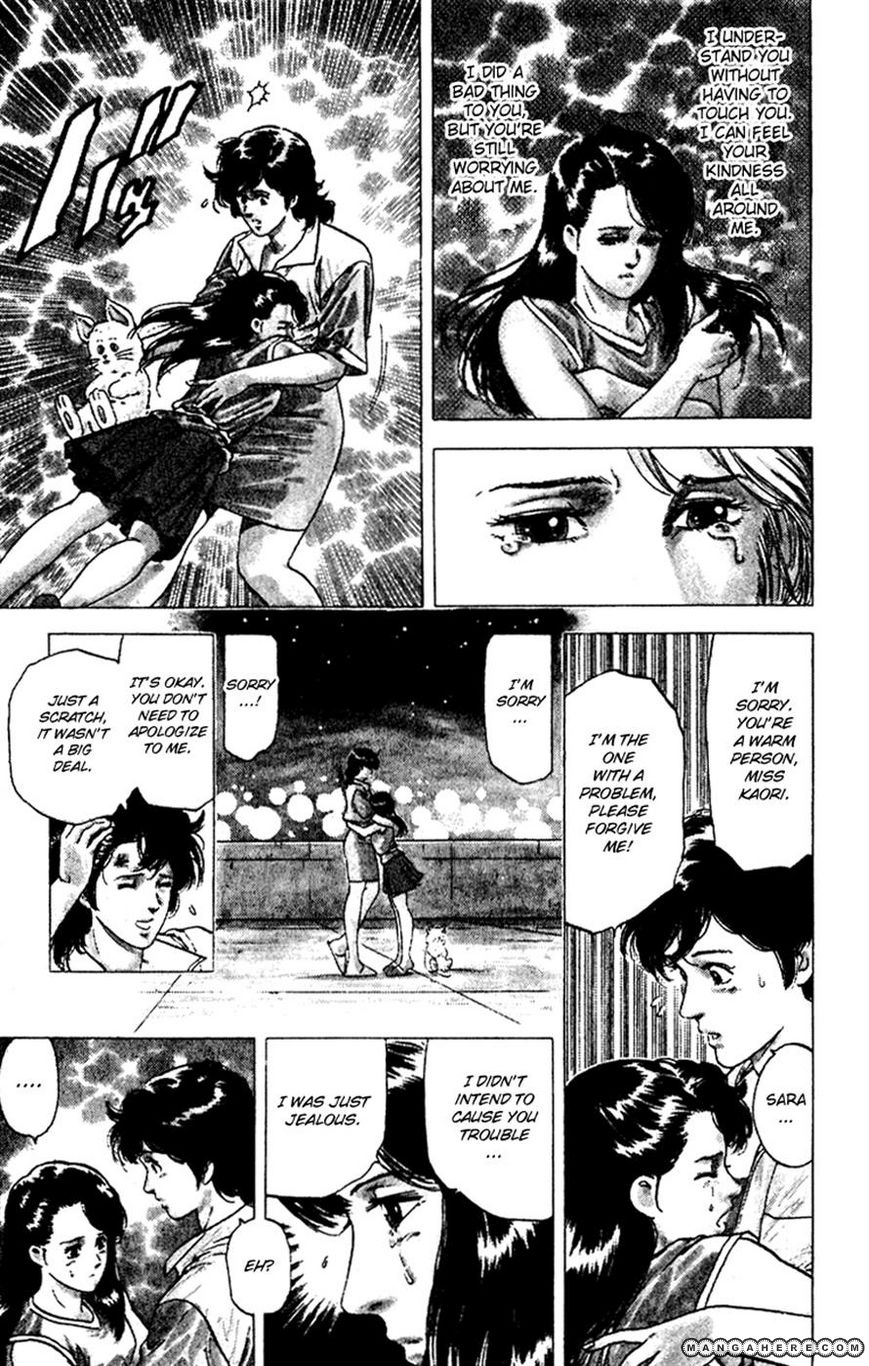 I UNDER-
STAND YOU
WITHOUT
HAVING TO
TOUCH YOU.
I CAN FEEL
YOUR
KINDNESS
ALL
AROUND
ME.
I DID A
BAD THING
TO YOU,
BUT YOU'RE
STILL
WORRYING
ABOUT ME.
I'M
SORRY.
YOU'RE
A WARM
PERSON,
MISS
KAORI.
I'M THE
ONE
WITH A
PROBLEM,
PLEASE
FORGIVE
ME!
SARA
...
I'M
SORRY
...
SORRY
...!
IT'S OKAY.
YOU DON'T
NEED TO
APOLOGIZE
TO ME.
JUST A
SCRATCH,
IT WASN'T
A BIG
DEAL.
I DIDN'T
INTEND TO
CAUSE YOU
TROUBLE
...
I WAS JUST
JEALOUS.
EH?
....
MANGAHERE.COM